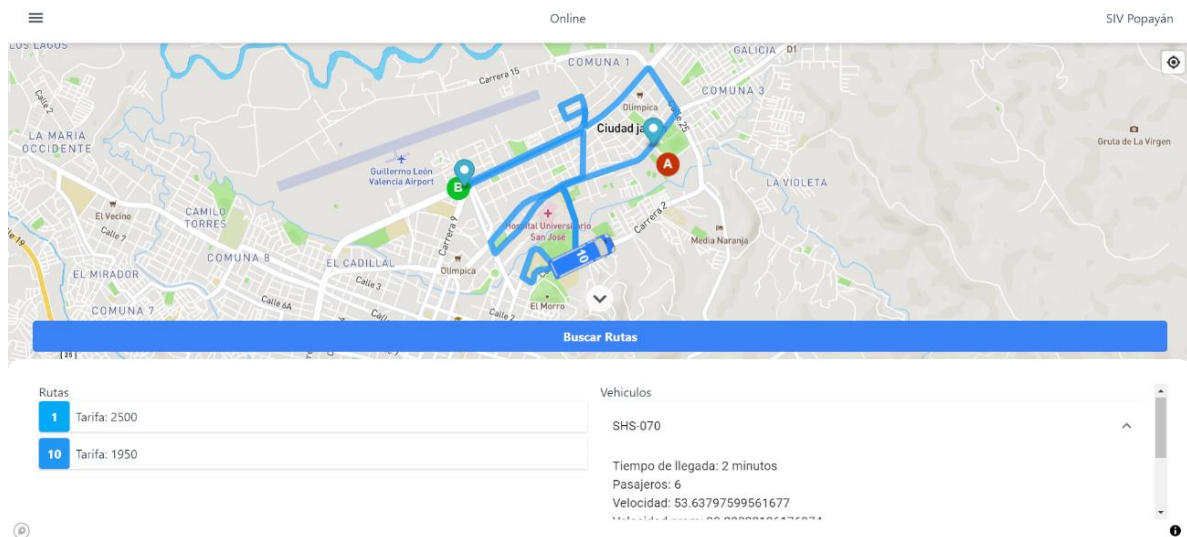 Online
SIV Popayán
LOS LAGOS
GALICIA
D1
COMUNA 1
Carrera 15
COMUNA 3
Calle 2
Olímpica
Calle 25
Ciudad ja
LA MARIA
OCCIDENTE
Gruta de La Virgen
A
Guillermo León
Valencia Airport
B
LA VIOLETA
El Vecino
CAMILO
TORRES
Calle 7
Carrera 9
Hospital Universitario
San José
Carrera 2
Media Naranja
10
COMUNA 8
EL CADILLAL
Olímpica
EL MIRADOR
Calle 3
Calle 6A
El Morro
COMUNA 7
Calle 2
Buscar Rutas
25
Rutas
1 Tarifa: 2500
10 Tarifa: 1950
Vehiculos
SHS-070
Tiempo de llegada: 2 minutos
Pasajeros: 6
Velocidad: 53.63797599561677